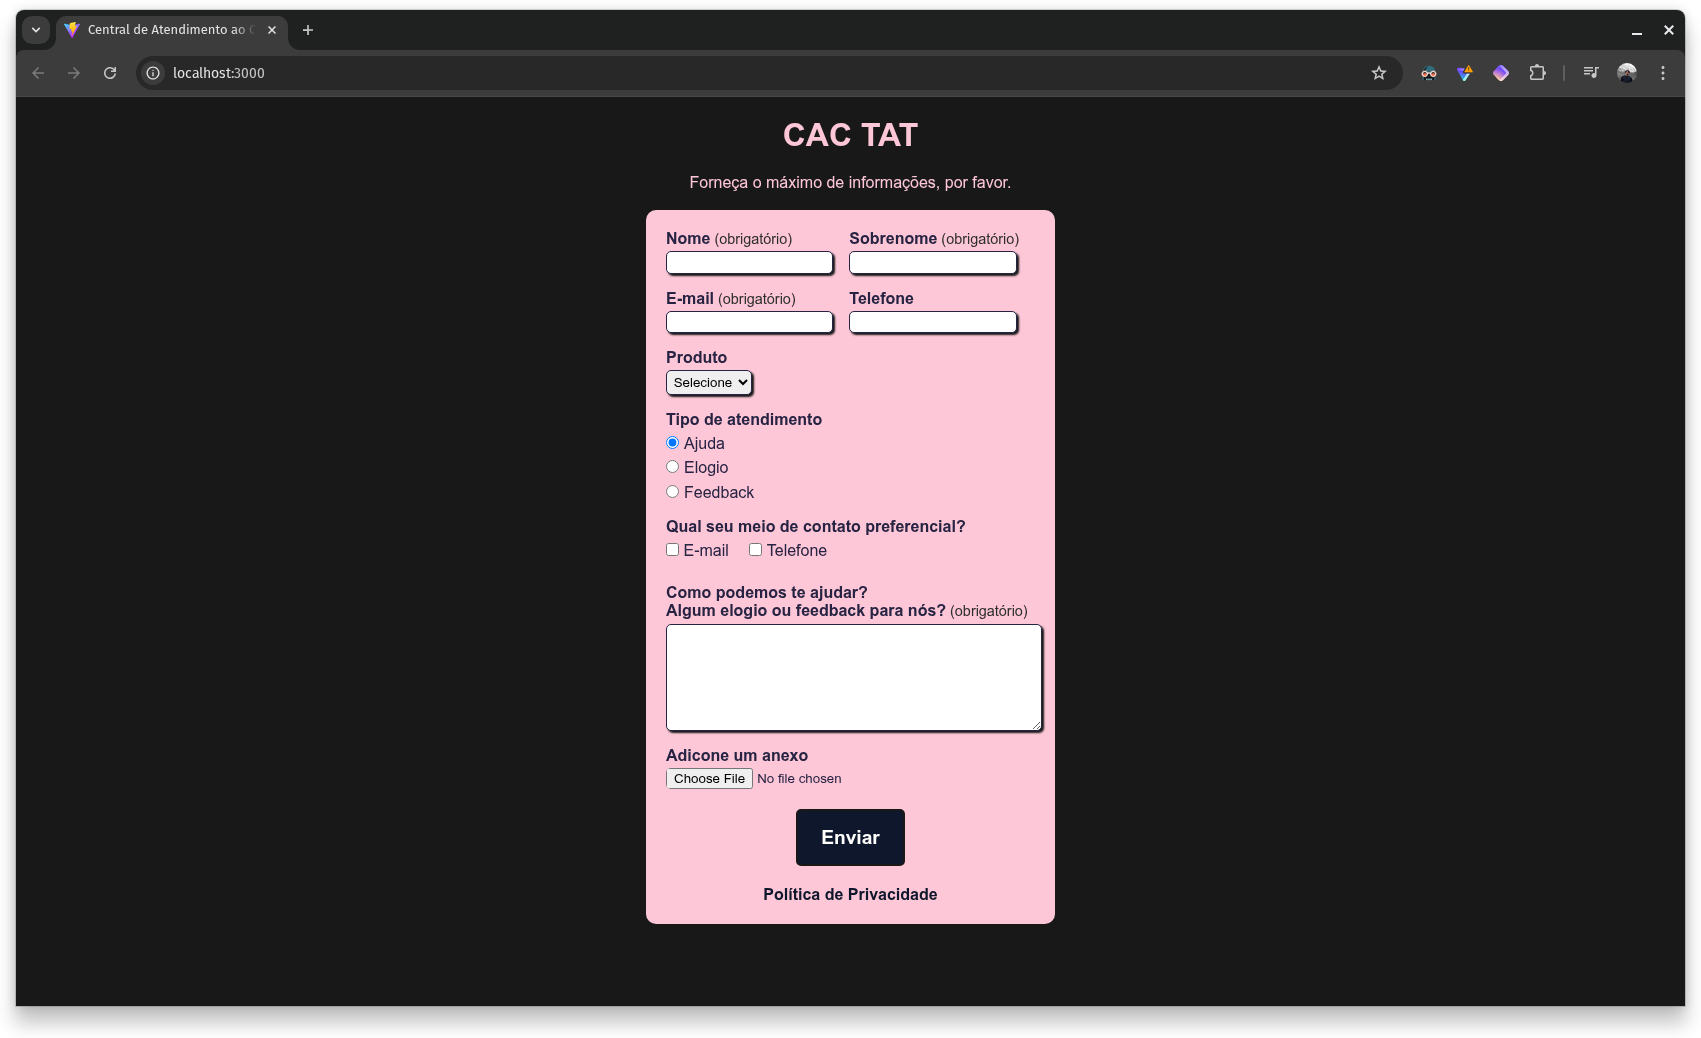 Central de Atendimento ao
localhost:3000
CAC TAT
Forneça o máximo de informações, por favor.
Nome (obrigatório) Sobrenome (obrigatório)
E-mail (obrigatório) Telefone
Produto
Selecione
Tipo de atendimento
Ajuda
Elogio
Feedback
Qual seu meio de contato preferencial?
E-mail Telefone
Como podemos te ajudar?
Algum elogio ou feedback para nós? (obrigatório)
Adicone um anexo
Choose File No file chosen
Enviar
Política de Privacidade